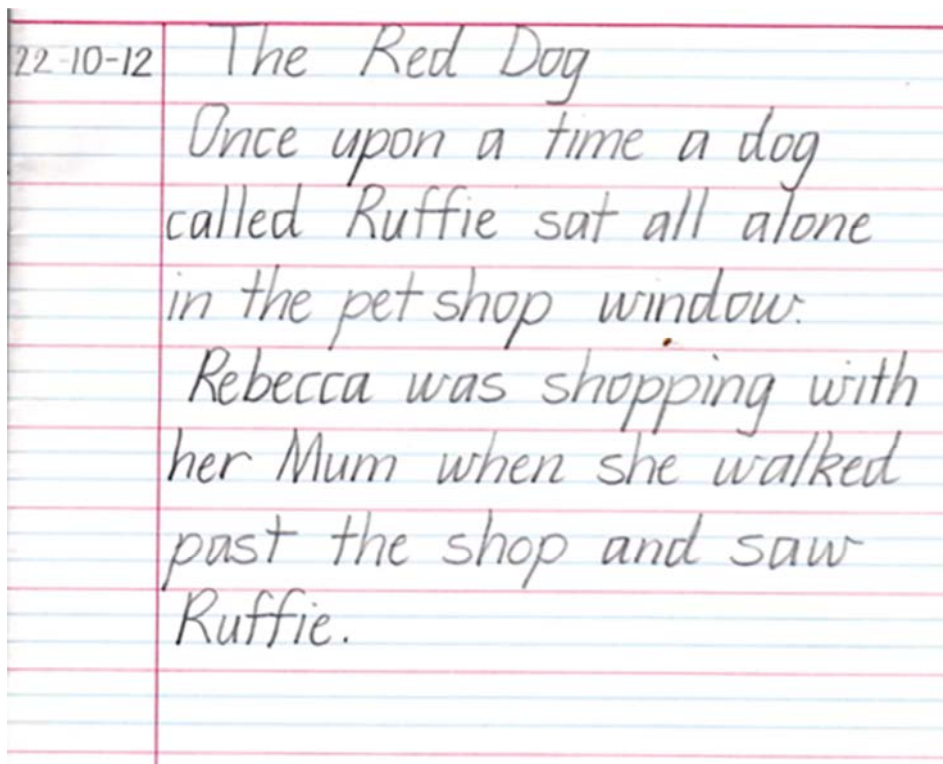 22-10-12 The Red Dog
Once upon a time a dog
called Ruffie sat all alone
in the pet shop window.
Rebecca was shopping with
her Mum when she walked
past the shop and saw
Ruffie.